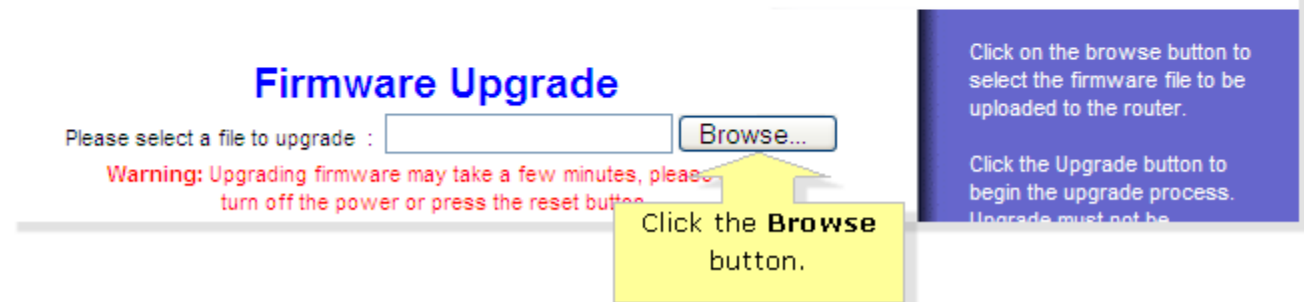 Firmware Upgrade
Please select a file to upgrade :
Browse...
Warning: Upgrading firmware may take a few minutes, please
turn off the power or press the reset button
Click the Browse
button.
Click on the browse button to
select the firmware file to be
uploaded to the router.
Click the Upgrade button to
begin the upgrade process.
Upgrade must not be